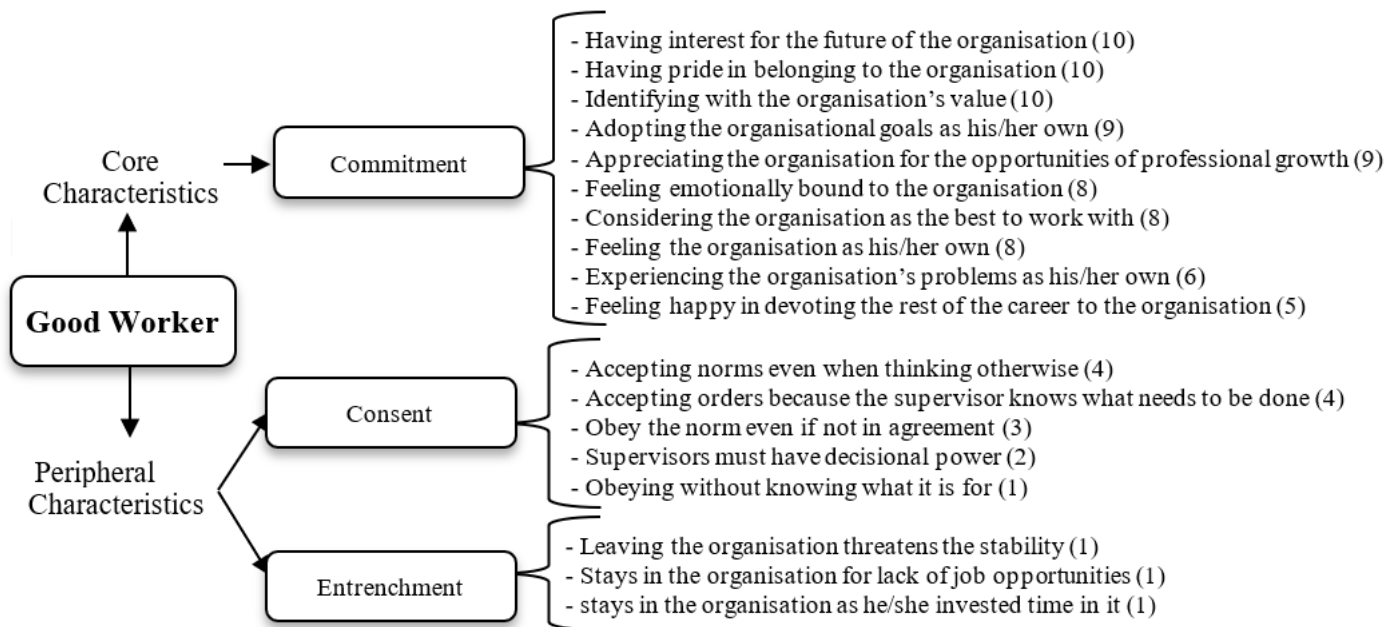 - Having interest for the future of the organisation (10)
- Having pride in belonging to the organisation (10)
- Identifying with the organisation’s value (10)
- Adopting the organisational goals as his/her own (9)
- Appreciating the organisation for the opportunities of professional growth (9)
- Feeling emotionally bound to the organisation (8)
- Considering the organisation as the best to work with (8)
- Feeling the organisation as his/her own (8)
- Experiencing the organisation’s problems as his/her own (6)
- Feeling happy in devoting the rest of the career to the organisation (5)
Core
Characteristics
Commitment
Good Worker
Peripheral
Characteristics
Consent
- Accepting norms even when thinking otherwise (4)
- Accepting orders because the supervisor knows what needs to be done (4)
- Obey the norm even if not in agreement (3)
- Supervisors must have decisional power (2)
- Obeying without knowing what it is for (1)
Entrenchment
- Leaving the organisation threatens the stability (1)
- Stays in the organisation for lack of job opportunities (1)
- stays in the organisation as he/she invested time in it (1)